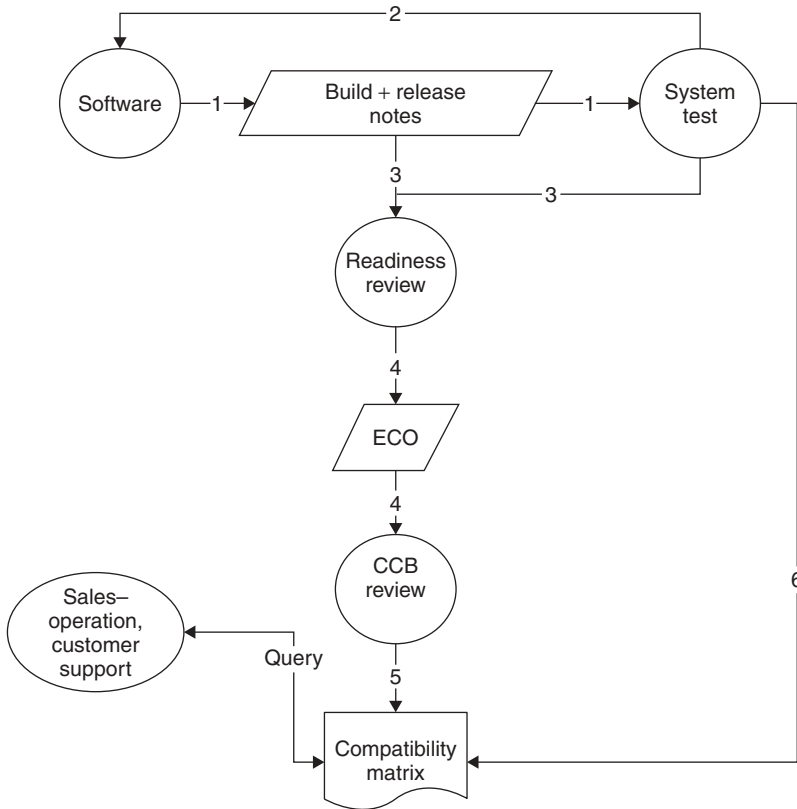 2
Software
1
Build + release
notes
1
System
test
3
3
Readiness
review
4
ECO
4
CCB
review
6
Sales–
operation,
customer
support
Query
5
Compatibility
matrix